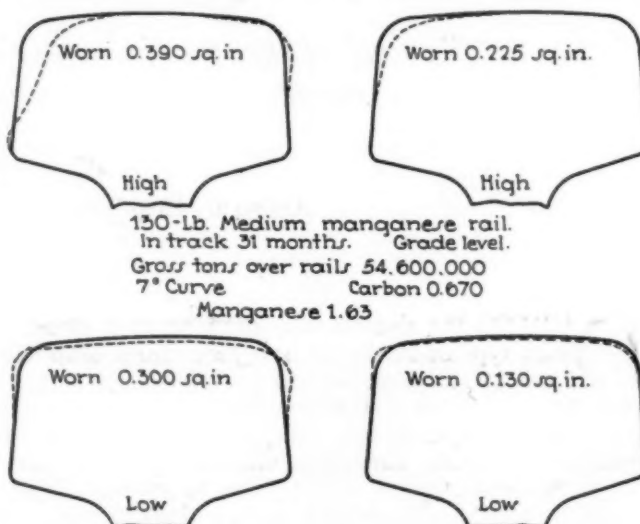 Worn 0.390 sq.in
Worn 0.225 sq.in.
High
High
130-Lb. Medium manganese rail.
In track 31 months. Grade level.
Gross tons over rails 54.600.000
7° Curve Carbon 0.670
Manganese 1.63
Worn 0.300 sq.in
Worn 0.130 sq.in.
Low
Low